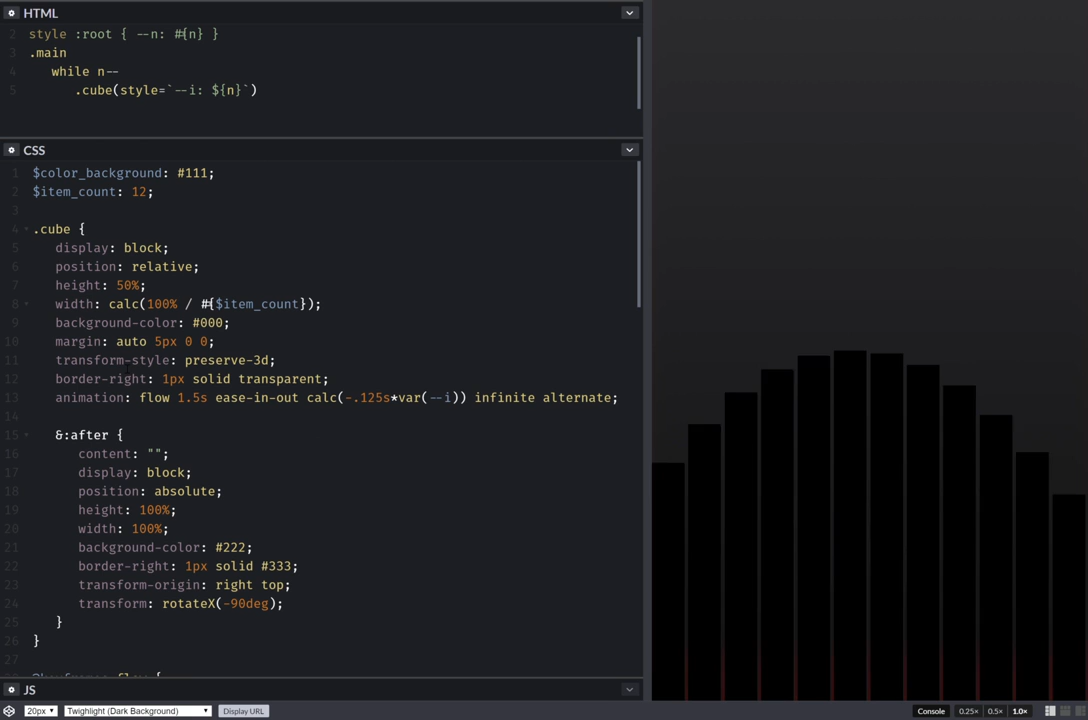 HTML
2 style :root { --n: #{n} }
3 .main
4 while n--
5 .cube(style=`--i: ${n}`)
CSS
1 $color_background: #111;
2 $item_count: 12;
3
4 .cube {
5 display: block;
6 position: relative;
7 height: 50%;
8 width: calc(100% / #{$item_count});
9 background-color: #000;
10 margin: auto 5px 0 0;
11 transform-style: preserve-3d;
12 border-right: 1px solid transparent;
13 animation: flow 1.5s ease-in-out calc(-.125s*var(--i)) infinite alternate;
14
15 &:after {
16 content: "";
17 display: block;
18 position: absolute;
19 height: 100%;
20 width: 100%;
21 background-color: #222;
22 border-right: 1px solid #333;
23 transform-origin: right top;
24 transform: rotateX(-90deg);
25 }
26 }
27
JS
20px Twighlight (Dark Background) Display URL Console 0.25× 0.5× 1.0×